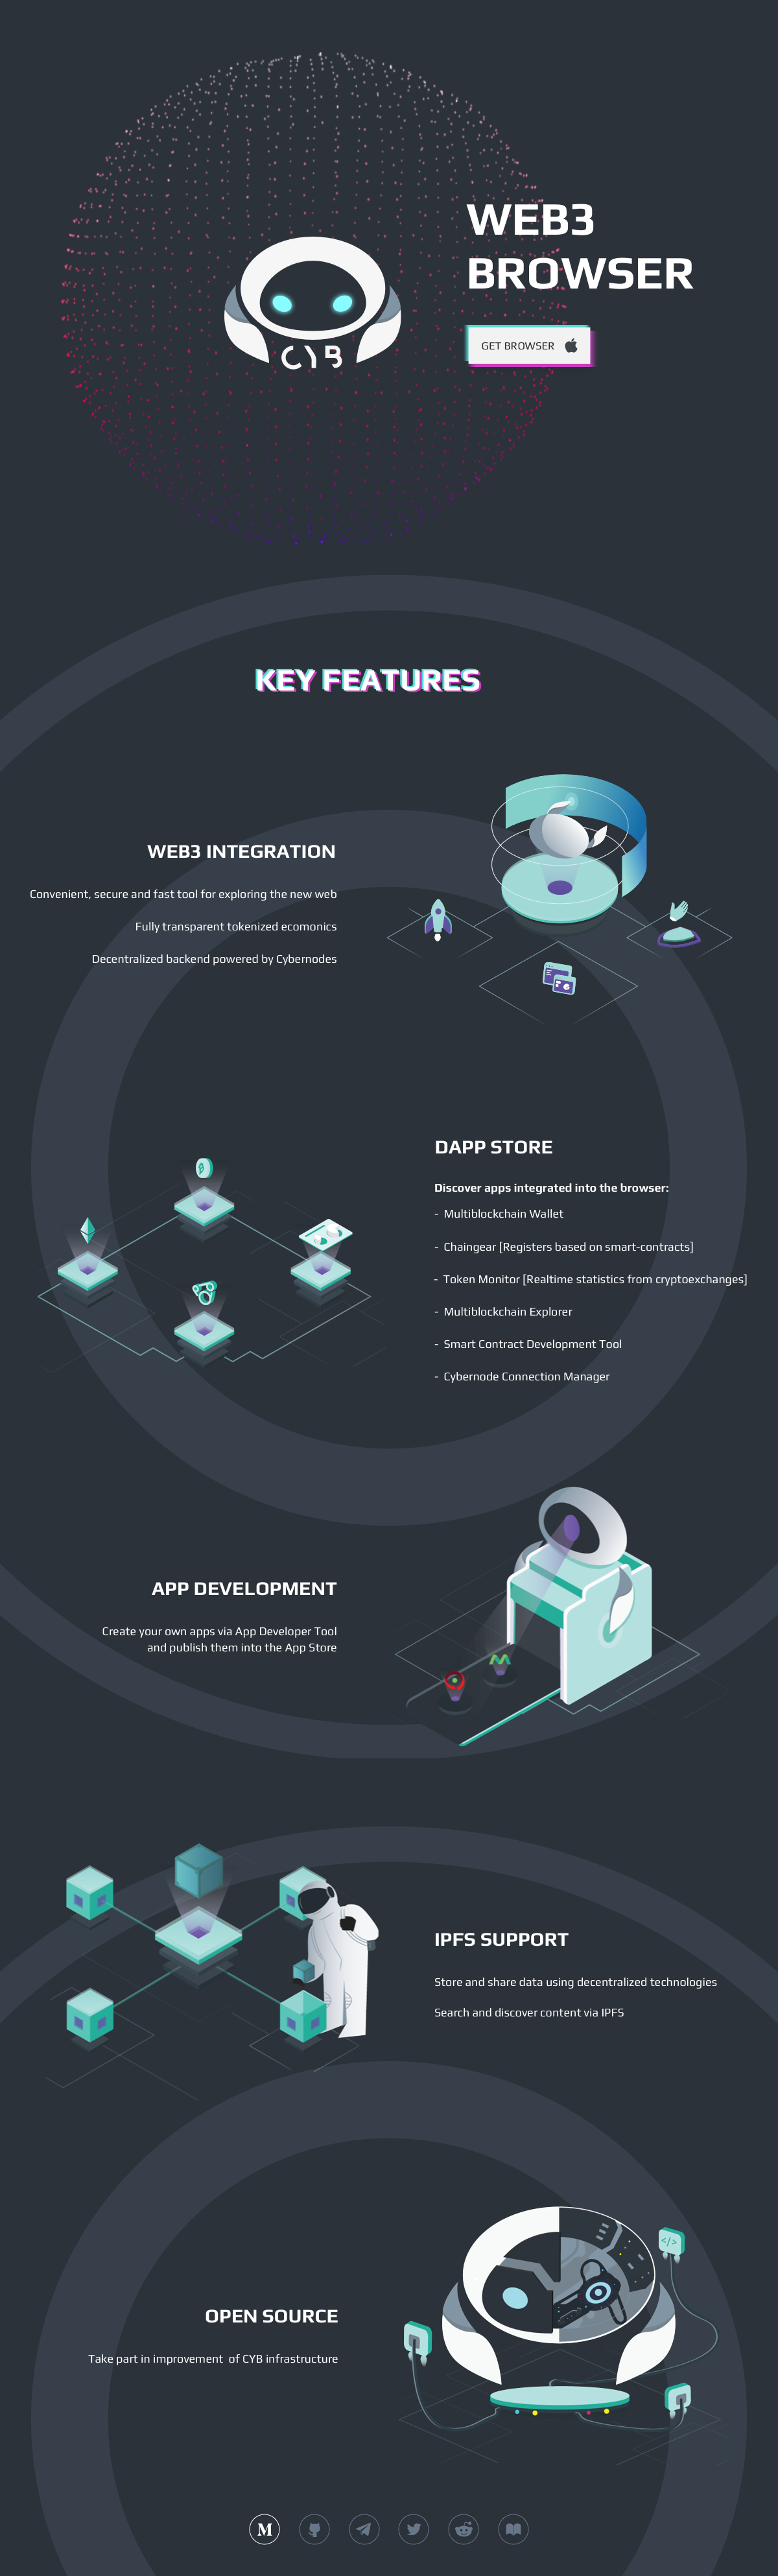 WEB3
BROWSER
GET BROWSER
CYB
KEY FEATURES
WEB3 INTEGRATION
Convenient, secure and fast tool for exploring the new web
Fully transparent tokenized ecomonics
Decentralized backend powered by Cybernodes
DAPP STORE
Discover apps integrated into the browser:
- Multiblockchain Wallet
- Chaingear [Registers based on smart-contracts]
- Token Monitor [Realtime statistics from cryptoexchanges]
- Multiblockchain Explorer
- Smart Contract Development Tool
- Cybernode Connection Manager
APP DEVELOPMENT
Create your own apps via App Developer Tool
and publish them into the App Store
IPFS SUPPORT
Store and share data using decentralized technologies
Search and discover content via IPFS
</>
OPEN SOURCE
Take part in improvement of CYB infrastructure
M